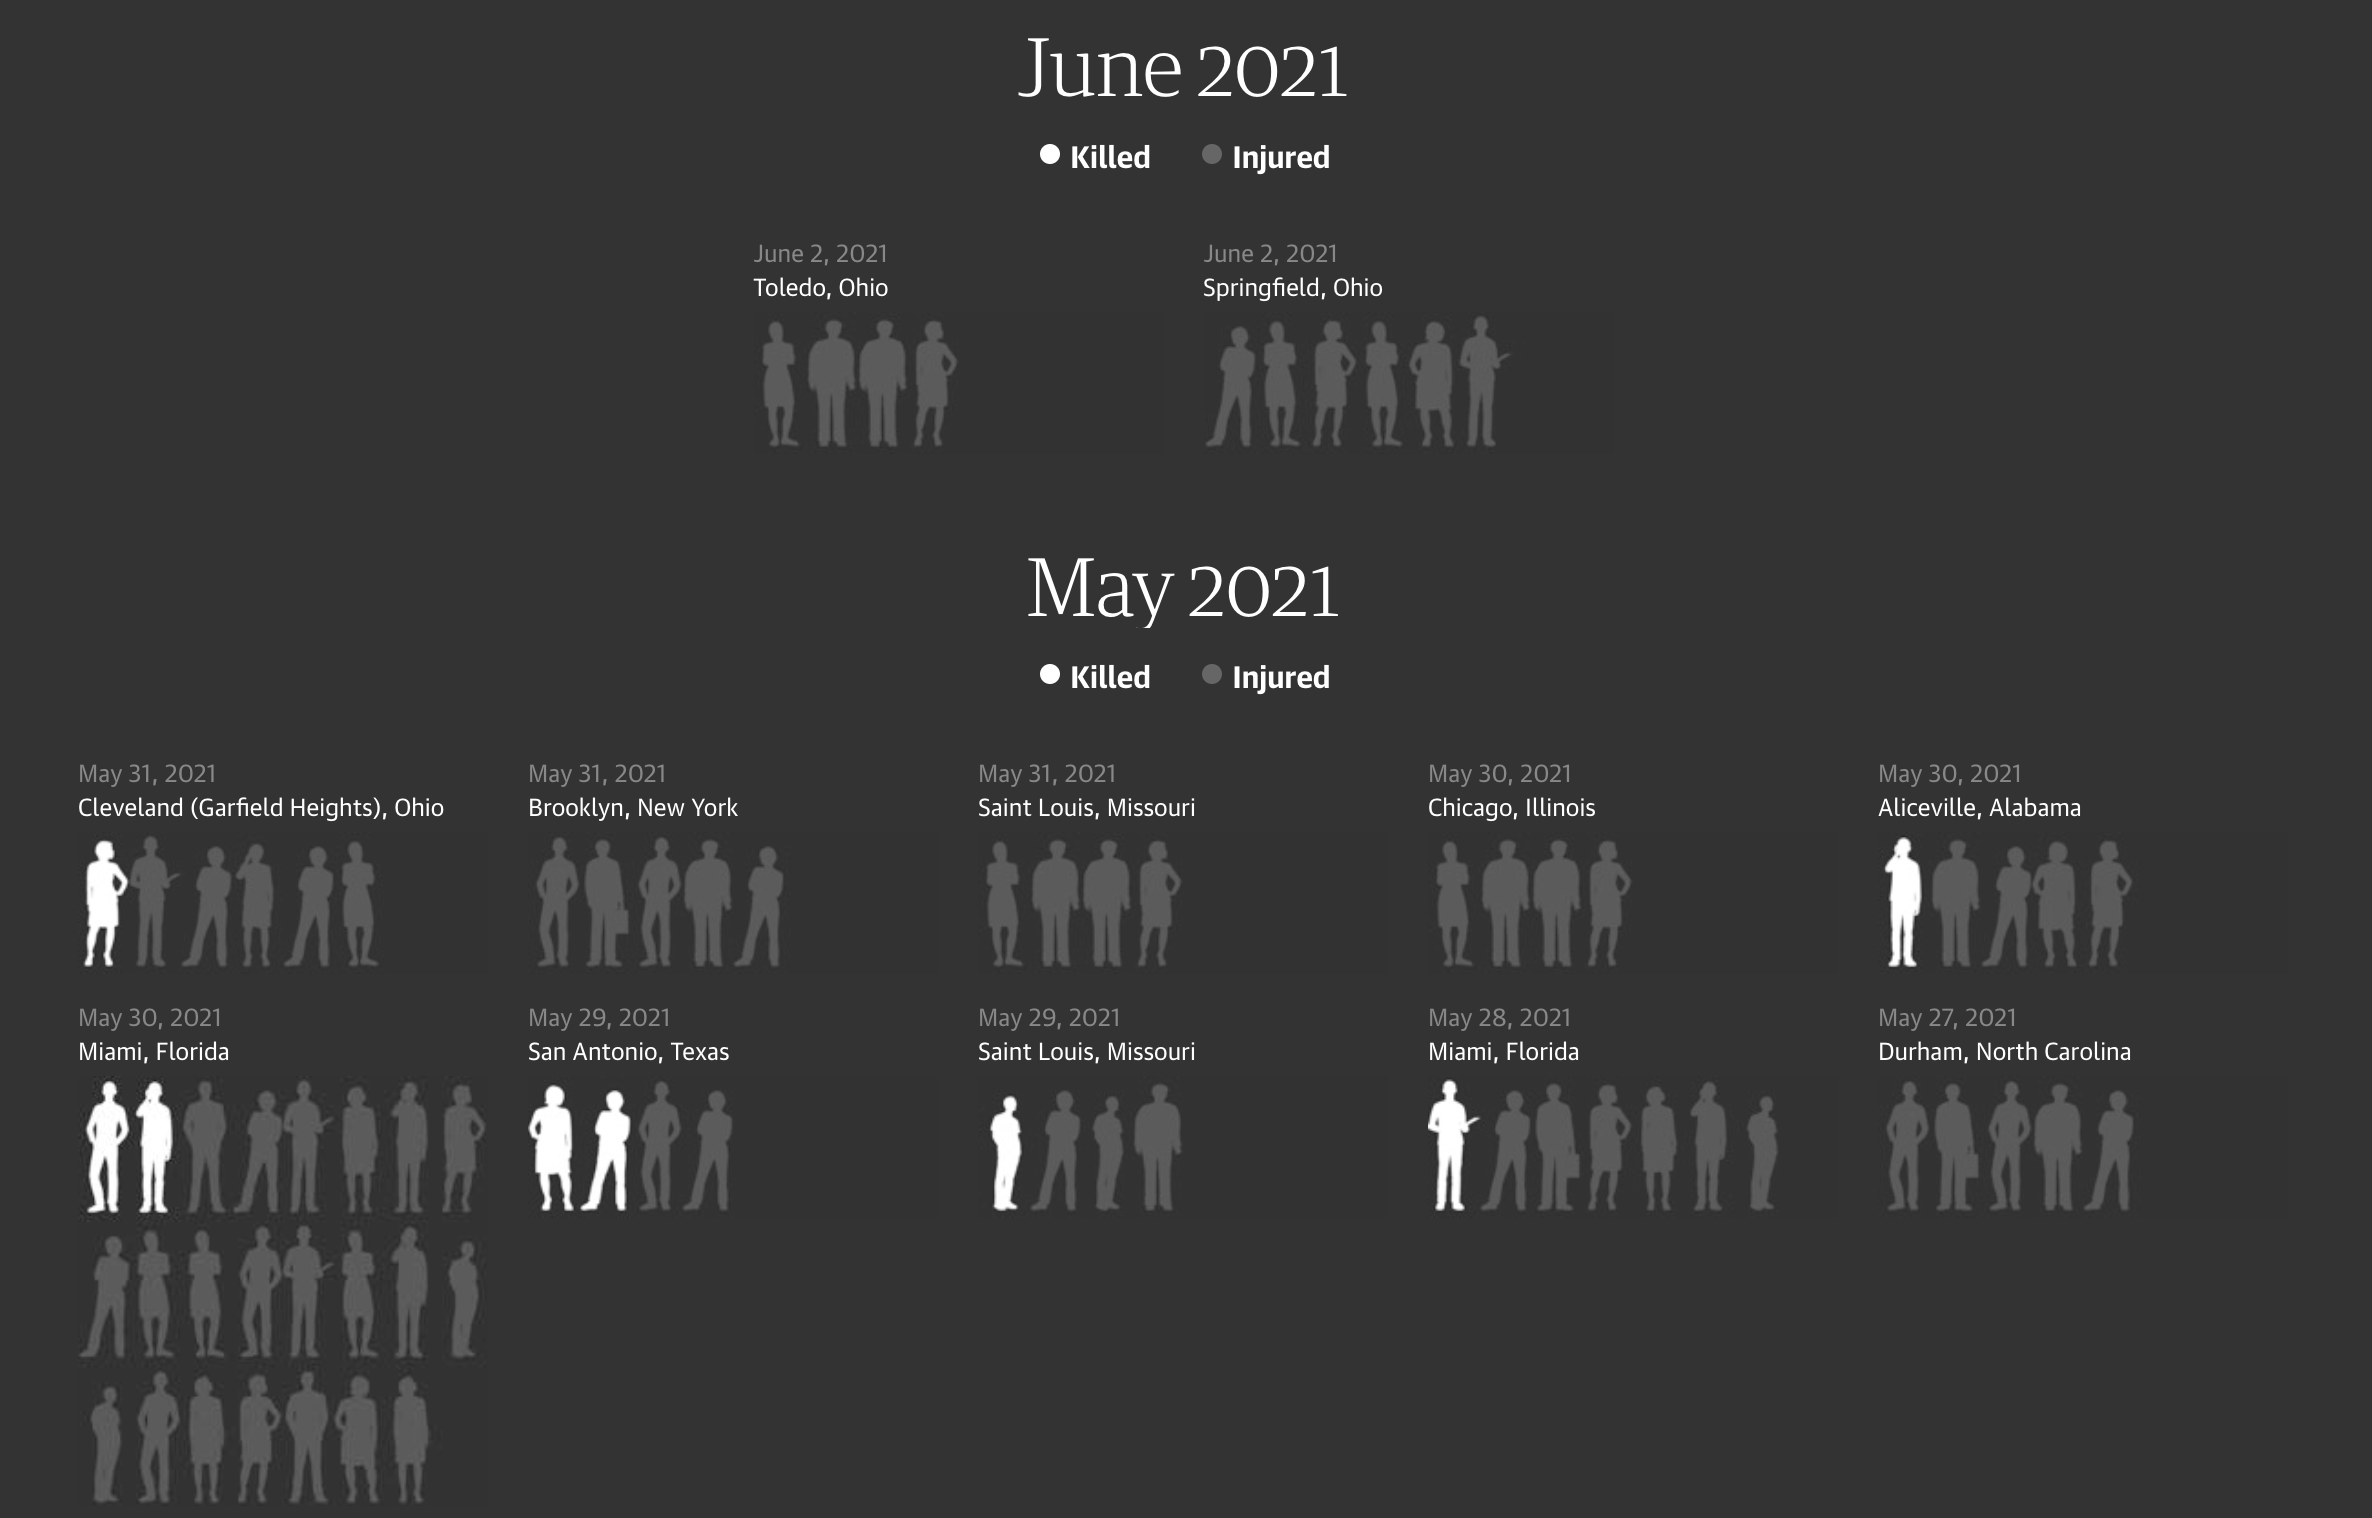 June 2021
Killed Injured
June 2, 2021
Toledo, Ohio
June 2, 2021
Springfield, Ohio
May 2021
Killed Injured
May 31, 2021
Cleveland (Garfield Heights), Ohio
May 31, 2021
Brooklyn, New York
May 31, 2021
Saint Louis, Missouri
May 30, 2021
Chicago, Illinois
May 30, 2021
Aliceville, Alabama
May 30, 2021
Miami, Florida
May 29, 2021
San Antonio, Texas
May 29, 2021
Saint Louis, Missouri
May 28, 2021
Miami, Florida
May 27, 2021
Durham, North Carolina